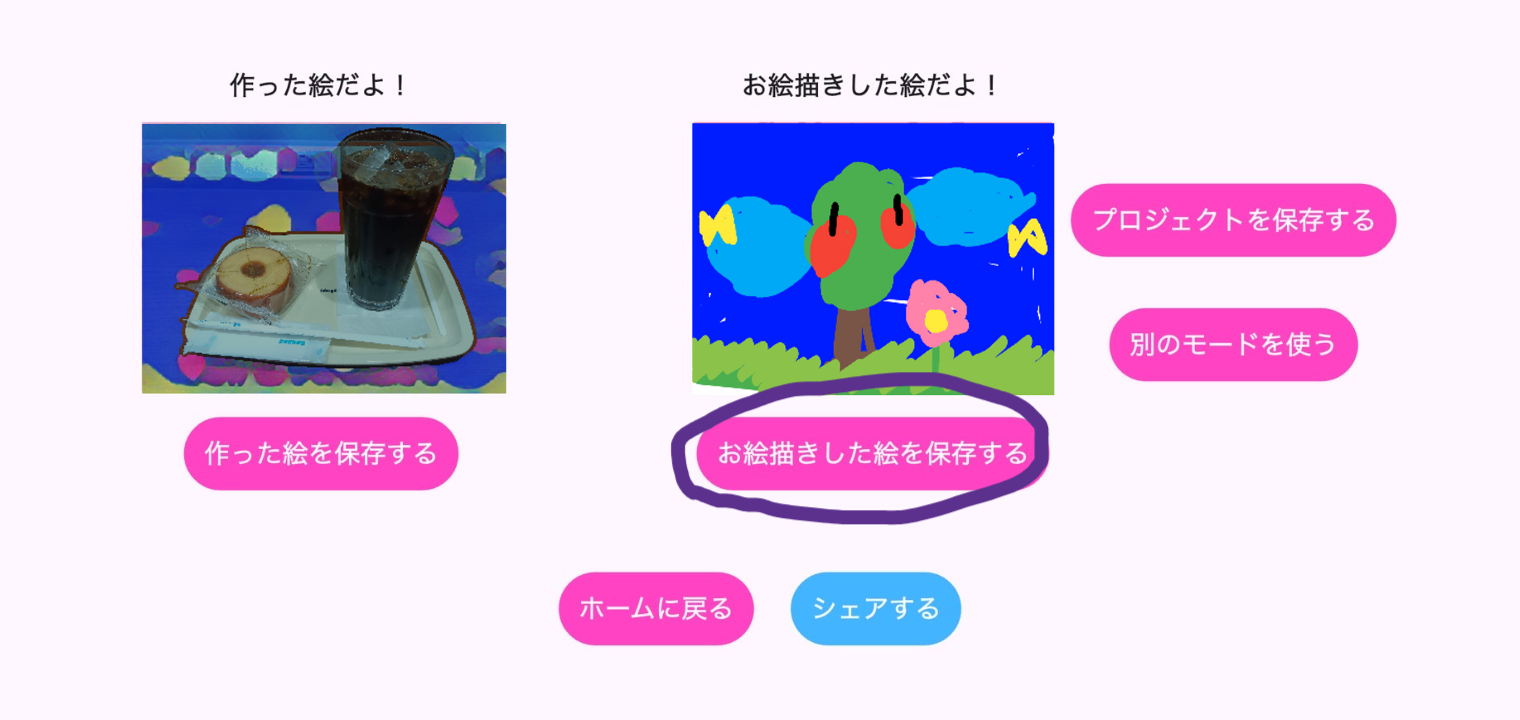 作った絵だよ！
お絵描きした絵だよ！
プロジェクトを保存する
別のモードを使う
作った絵を保存する
お絵描きした絵を保存する
ホームに戻る
シェアする